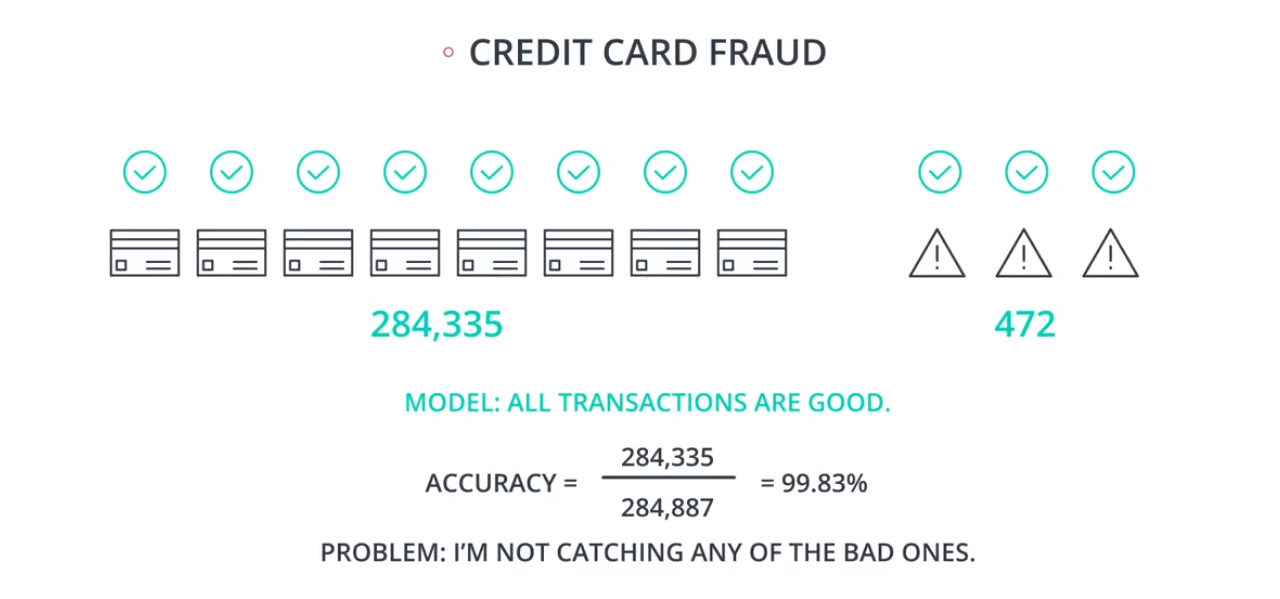 CREDIT CARD FRAUD
284,335
472
MODEL: ALL TRANSACTIONS ARE GOOD.
ACCURACY = 284,335 / 284,887 = 99.83%
PROBLEM: I'M NOT CATCHING ANY OF THE BAD ONES.